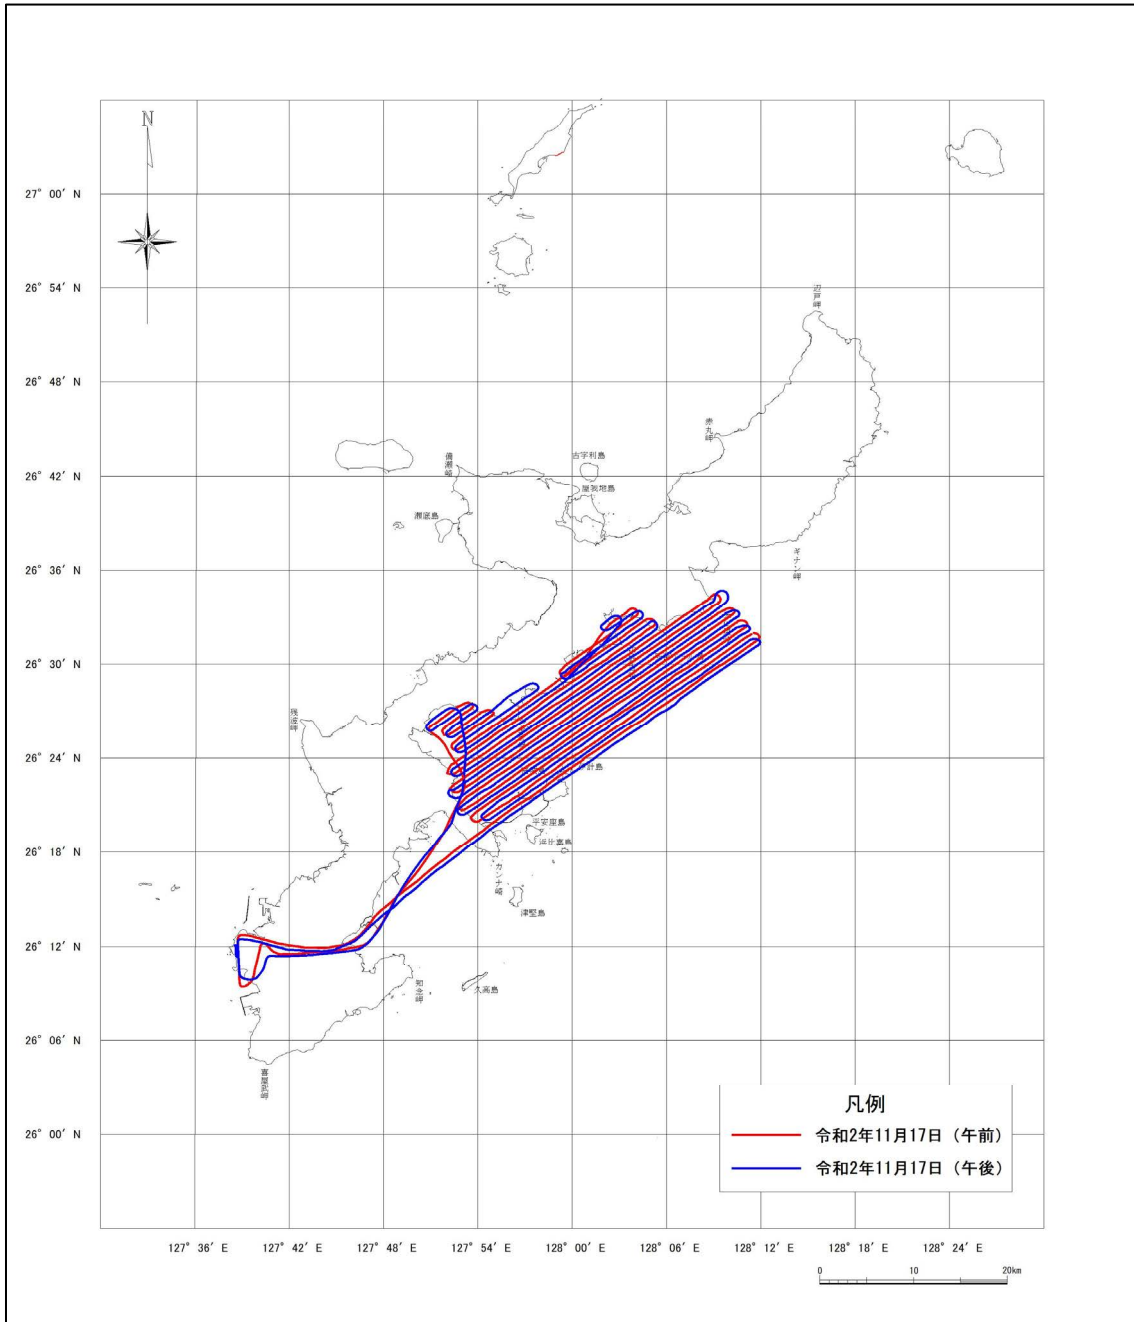 N
27° 00′ N
26° 54′ N
辺戸岬
26° 48′ N
赤丸岬
備瀬崎
古宇利島
26° 42′ N
屋我地島
瀬底島
ギナン岬
26° 36′ N
26° 30′ N
残波岬
26° 24′ N
計島
平安座島
浜比嘉島
26° 18′ N
カンナ崎
津堅島
26° 12′ N
知念岬
久高島
26° 06′ N
喜屋武岬
凡例
26° 00′ N
令和2年11月17日（午前）
令和2年11月17日（午後）
127° 36′ E
127° 42′ E
127° 48′ E
127° 54′ E
128° 00′ E
128° 06′ E
128° 12′ E
128° 18′ E
128° 24′ E
0 10 20km